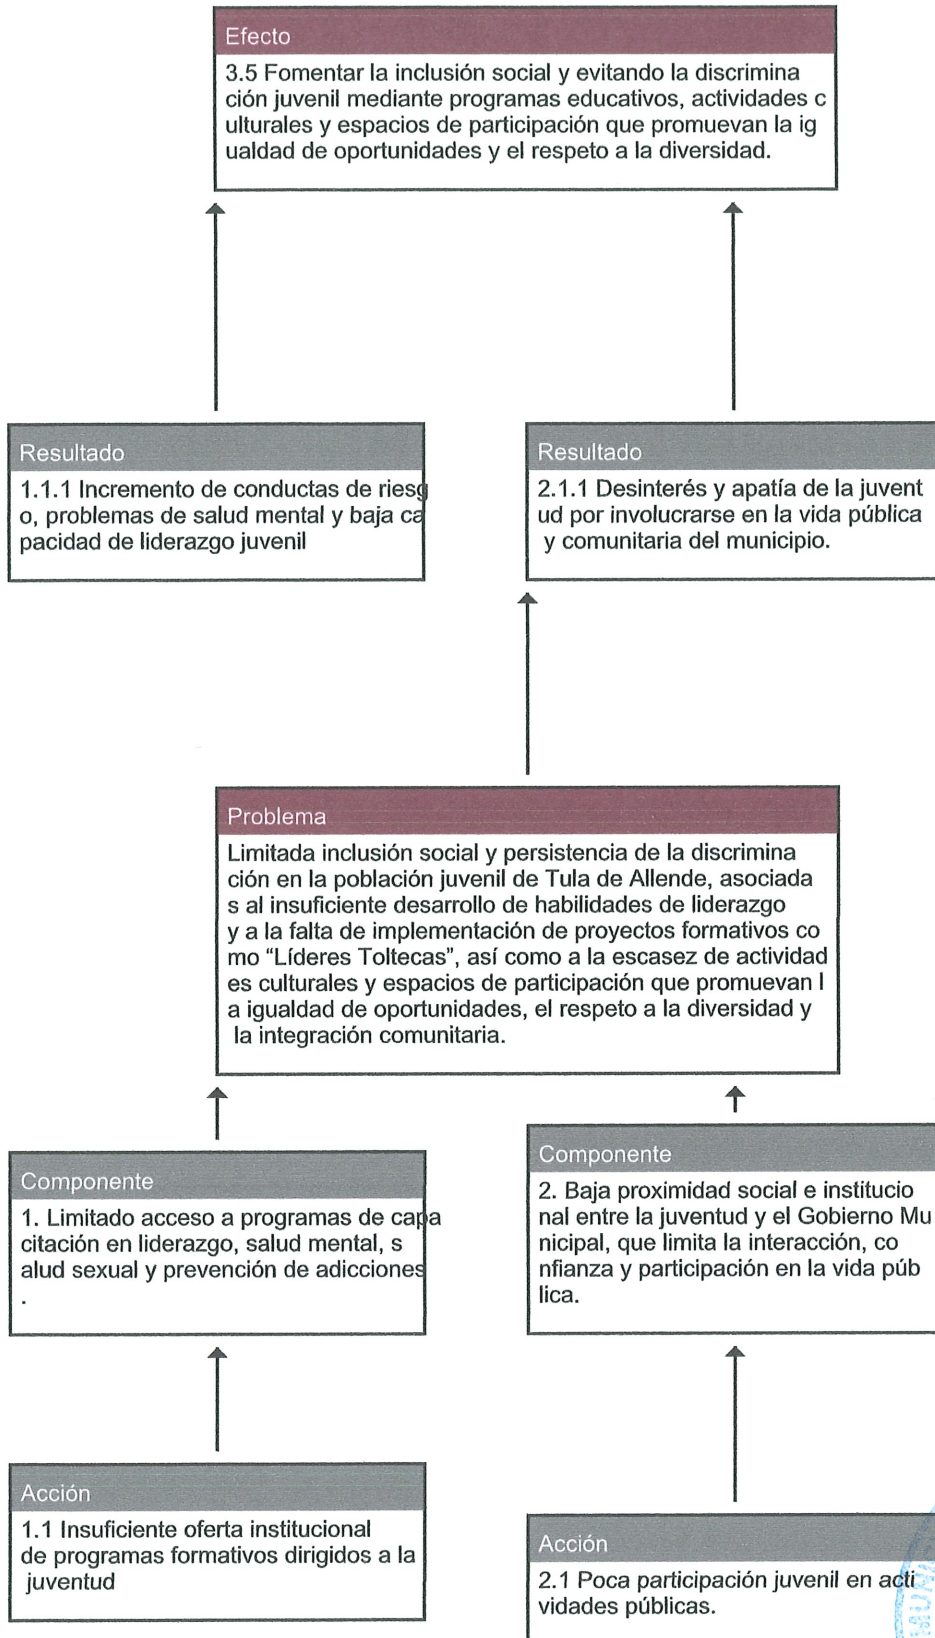 Efecto
3.5 Fomentar la inclusión social y evitando la discrimina
ción juvenil mediante programas educativos, actividades c
ulturales y espacios de participación que promuevan la ig
ualdad de oportunidades y el respeto a la diversidad.
Resultado
1.1.1 Incremento de conductas de riesg
o, problemas de salud mental y baja ca
pacidad de liderazgo juvenil
Resultado
2.1.1 Desinterés y apatía de la juvent
ud por involucrarse en la vida pública
y comunitaria del municipio.
Problema
Limitada inclusión social y persistencia de la discrimina
ción en la población juvenil de Tula de Allende, asociada
s al insuficiente desarrollo de habilidades de liderazgo
y a la falta de implementación de proyectos formativos co
mo “Líderes Toltecas”, así como a la escasez de actividad
es culturales y espacios de participación que promuevan l
a igualdad de oportunidades, el respeto a la diversidad y
la integración comunitaria.
Componente
1. Limitado acceso a programas de capa
citación en liderazgo, salud mental, s
alud sexual y prevención de adicciones
.
Componente
2. Baja proximidad social e institucio
nal entre la juventud y el Gobierno Mu
nicipal, que limita la interacción, co
nfianza y participación en la vida púb
lica.
Acción
1.1 Insuficiente oferta institucional
de programas formativos dirigidos a la
juventud
Acción
2.1 Poca participación juvenil en acti
vidades públicas.